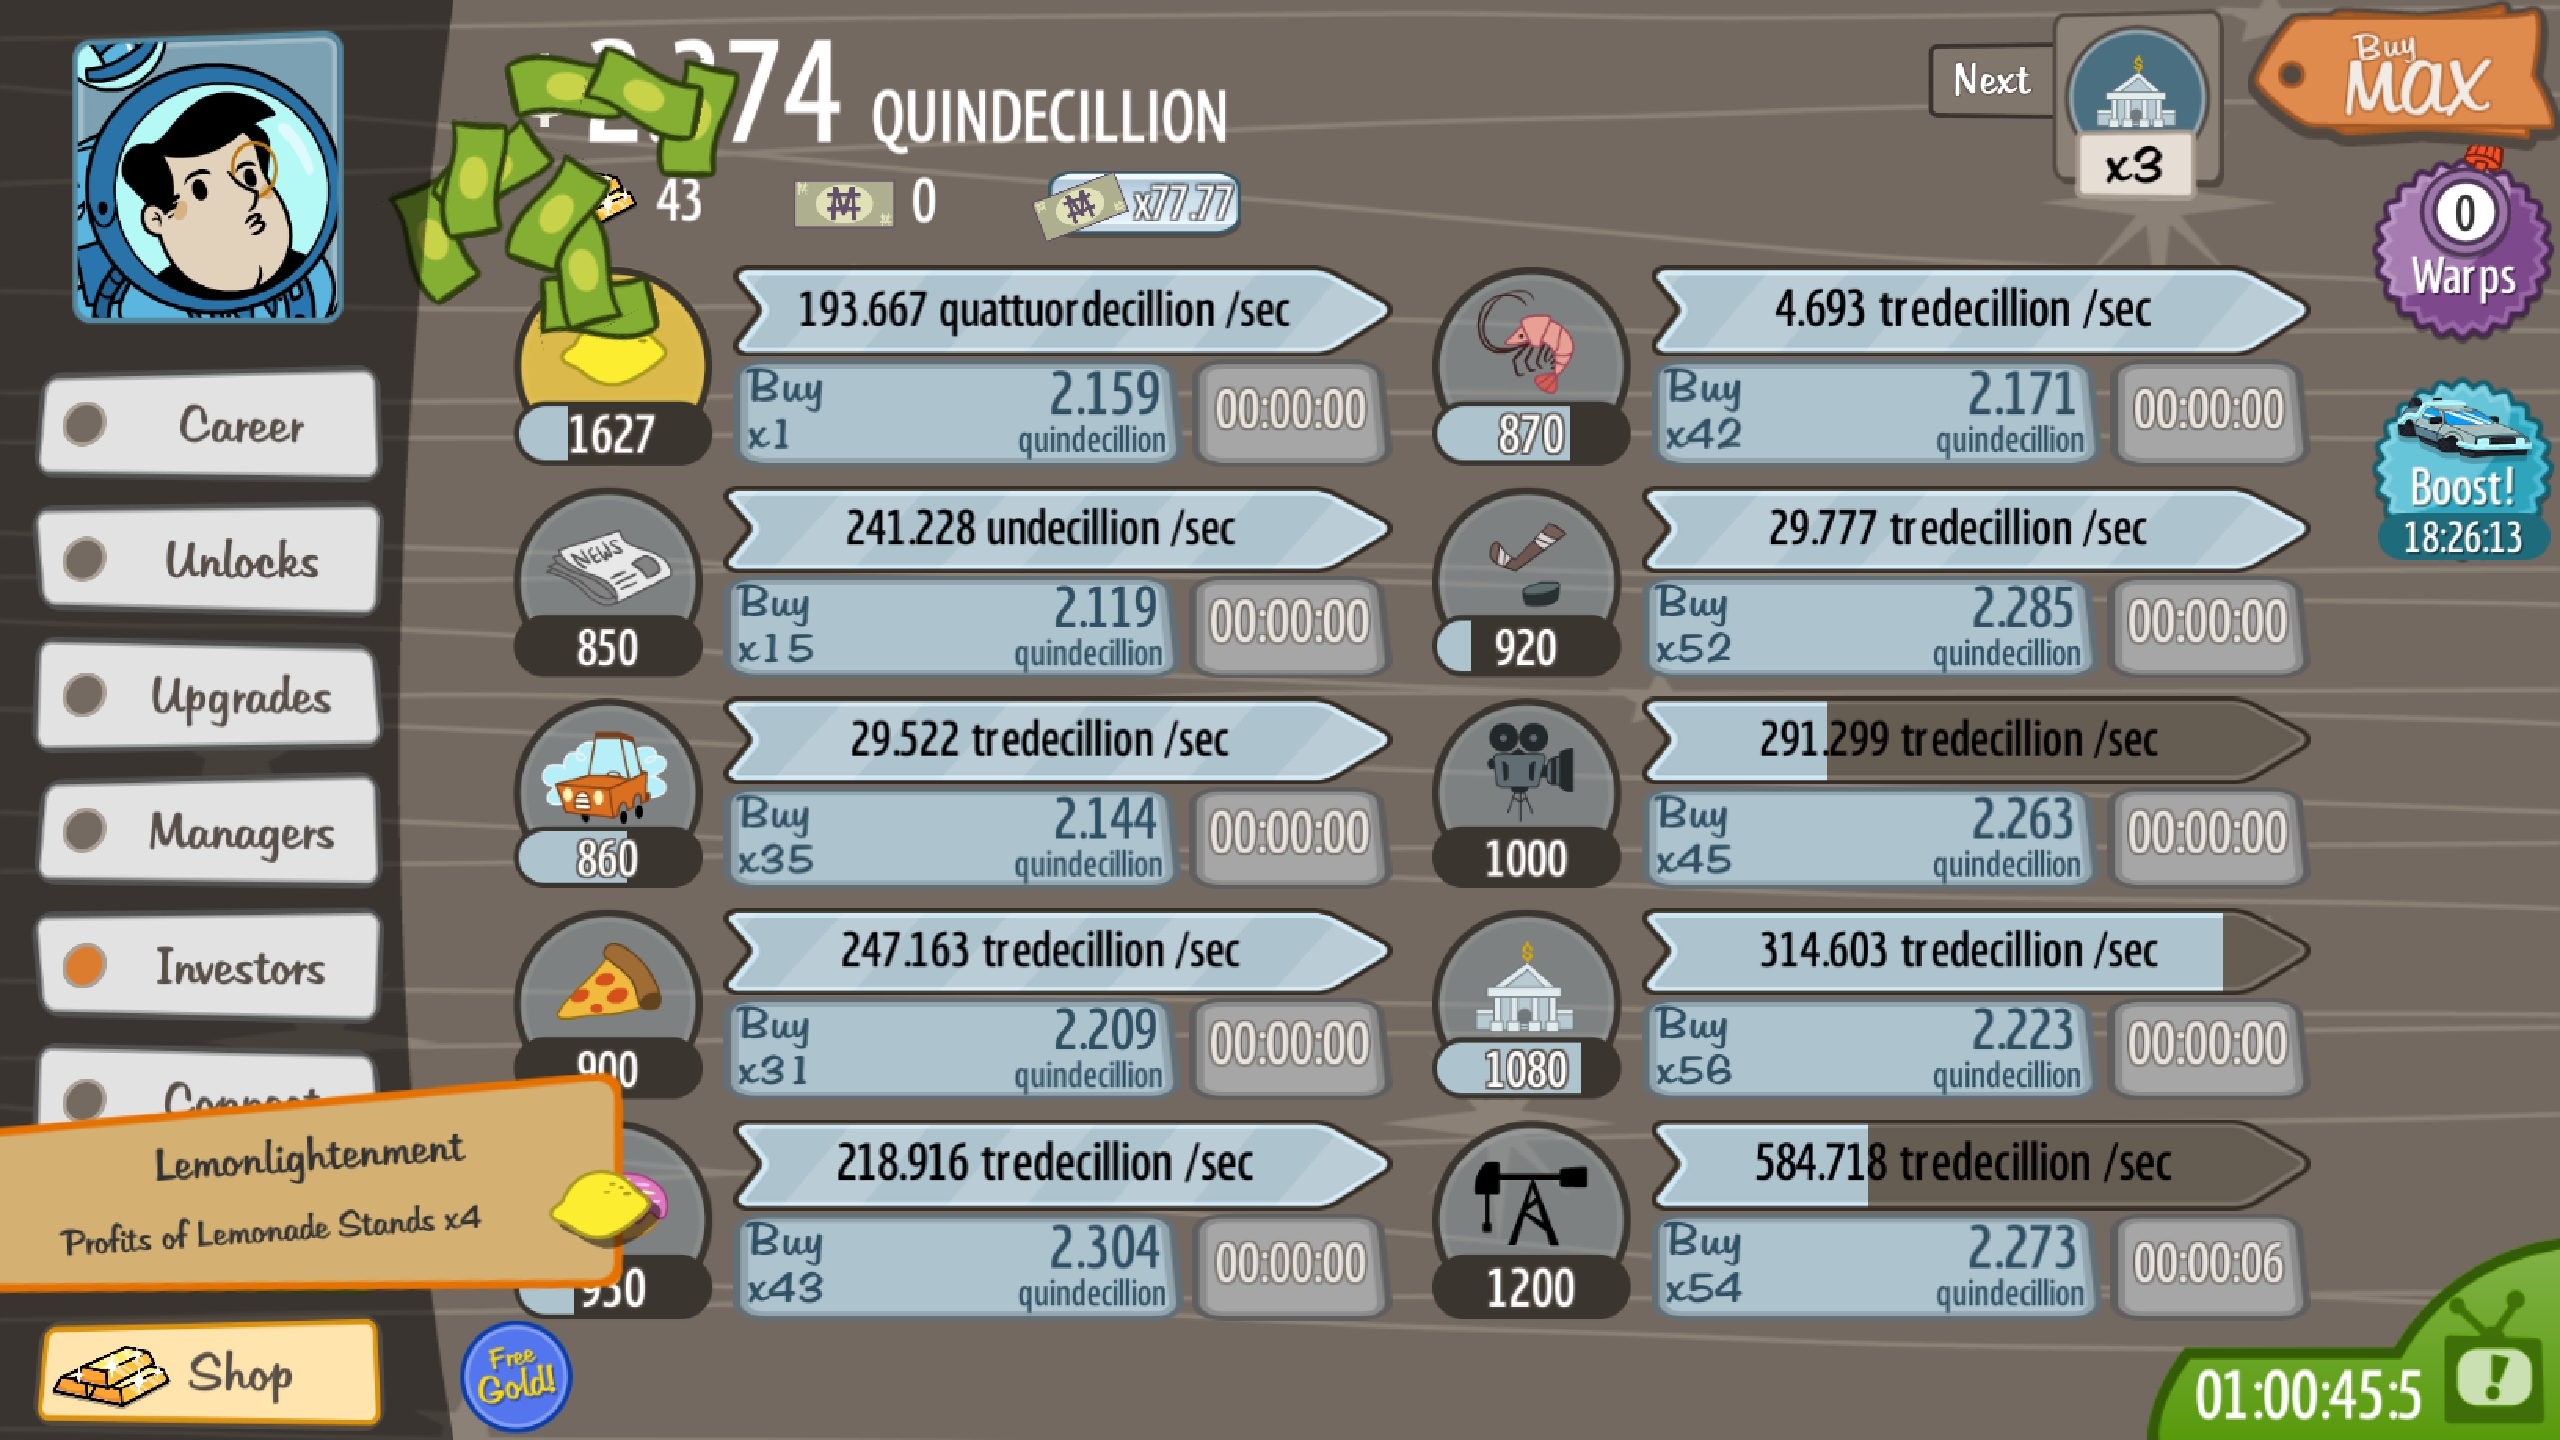 74 QUINDECILLION
43
0
x77.77
Next
x3
Buy
MAX
0
Warps
Boost!
18:26:13
Career
Unlocks
Upgrades
Managers
Investors
Connect
Lemonlightenment
Profits of Lemonade Stands x4
Shop
Free
Gold!
193.667 quattuordecillion /sec
Buy
x1
2.159
quindecillion
00:00:00
1627
241.228 undecillion /sec
NEWS
Buy
x15
2.119
quindecillion
00:00:00
850
29.522 tredecillion /sec
Buy
x35
2.144
quindecillion
00:00:00
860
247.163 tredecillion /sec
Buy
x31
2.209
quindecillion
00:00:00
900
218.916 tredecillion /sec
Buy
x43
2.304
quindecillion
00:00:00
930
4.693 tredecillion /sec
Buy
x42
2.171
quindecillion
00:00:00
870
29.777 tredecillion /sec
Buy
x52
2.285
quindecillion
00:00:00
920
291.299 tredecillion /sec
Buy
x45
2.263
quindecillion
00:00:00
1000
314.603 tredecillion /sec
Buy
x56
2.223
quindecillion
00:00:00
1080
584.718 tredecillion /sec
Buy
x54
2.273
quindecillion
00:00:06
1200
01:00:45:5